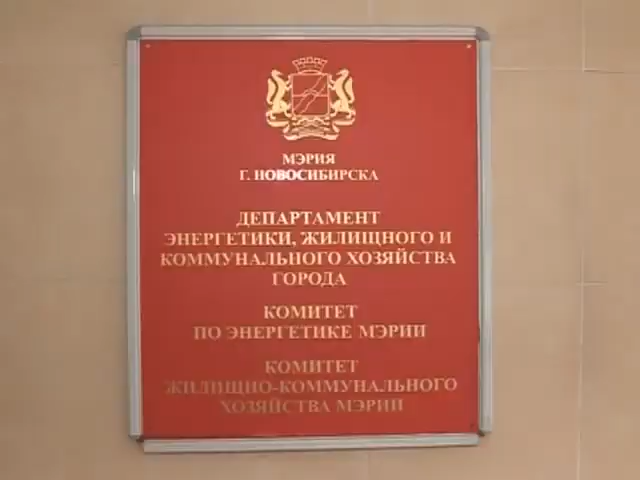 МЭРИЯ
Г. НОВОСИБИРСКА
ДЕПАРТАМЕНТ
ЭНЕРГЕТИКИ, ЖИЛИЩНОГО И
КОММУНАЛЬНОГО ХОЗЯЙСТВА
ГОРОДА
КОМИТЕТ
ПО ЭНЕРГЕТИКЕ МЭРИИ
КОМИТЕТ
ЖИЛИЩНО-КОММУНАЛЬНОГО
ХОЗЯЙСТВА МЭРИИ